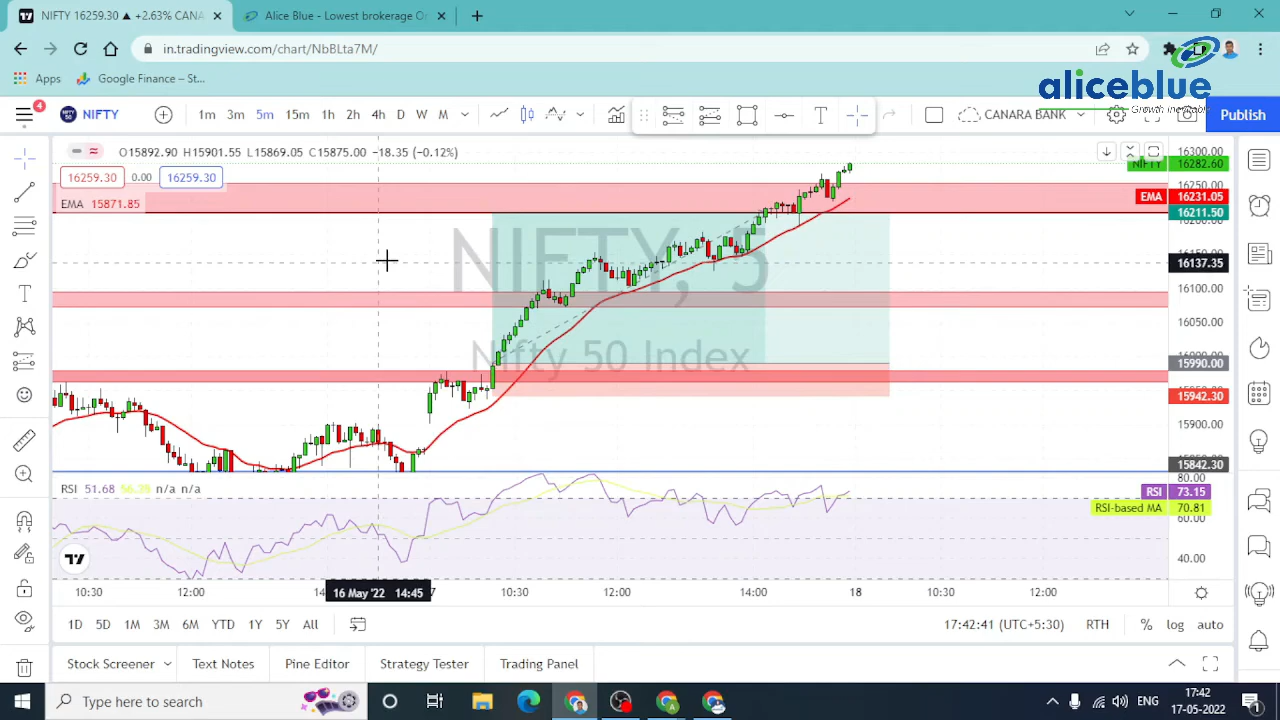 NIFTY 16259.30 ▲ +2.63% CANARA
Alice Blue - Lowest brokerage On
in.tradingview.com/chart/NbBLta7M/
Apps
Google Finance – St...
aliceblue
4
NIFTY
1m 3m 5m 15m 1h 2h 4h D W M
CANARA BANK
Publish
O15892.90 H15901.55 L15869.05 C15875.00 −18.35 (−0.12%)
16259.30 0.00 16259.30
EMA 15871.85
NIFTY, 5
Nifty 50 Index
16300.00
NIFTY 16282.60
16250.00
EMA 16231.05
16211.50
16137.35
16100.00
16050.00
15990.00
15942.30
15900.00
15842.30
RSI 51.68 56.39 n/a n/a
80.00
RSI 73.15
RSI-based MA 70.81
60.00
40.00
10:30 12:00 16 May '22 14:45 10:30 12:00 14:00 18 10:30 12:00
1D 5D 1M 3M 6M YTD 1Y 5Y All
17:42:41 (UTC+5:30) RTH % log auto
Stock Screener Text Notes Pine Editor Strategy Tester Trading Panel
Type here to search
ENG
17:42
17-05-2022